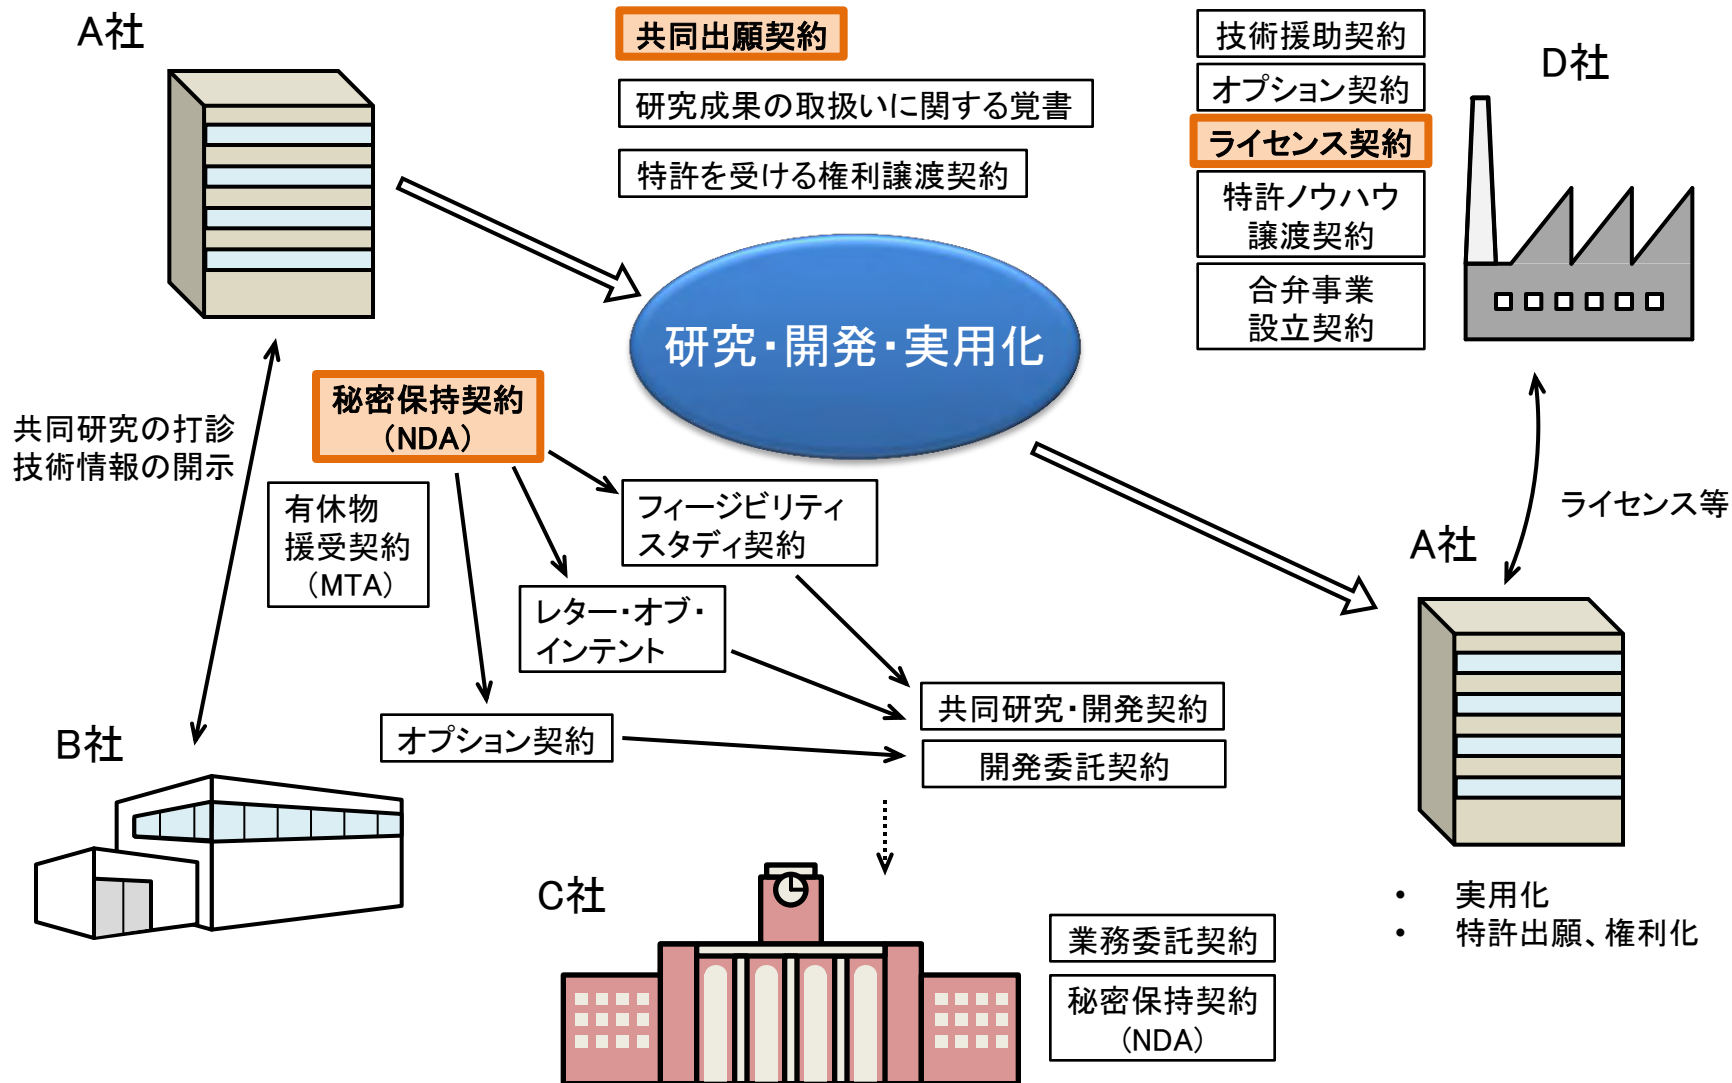 A社
共同出願契約
研究成果の取扱いに関する覚書
特許を受ける権利譲渡契約
技術援助契約
オプション契約
ライセンス契約
特許ノウハウ
譲渡契約
合弁事業
設立契約
D社
研究・開発・実用化
共同研究の打診
技術情報の開示
秘密保持契約
(NDA)
有休物
援受契約
(MTA)
フィージビリティ
スタディ契約
レター・オブ・
インテント
オプション契約
共同研究・開発契約
開発委託契約
ライセンス等
A社
B社
C社
業務委託契約
秘密保持契約
(NDA)
• 実用化
• 特許出願、権利化